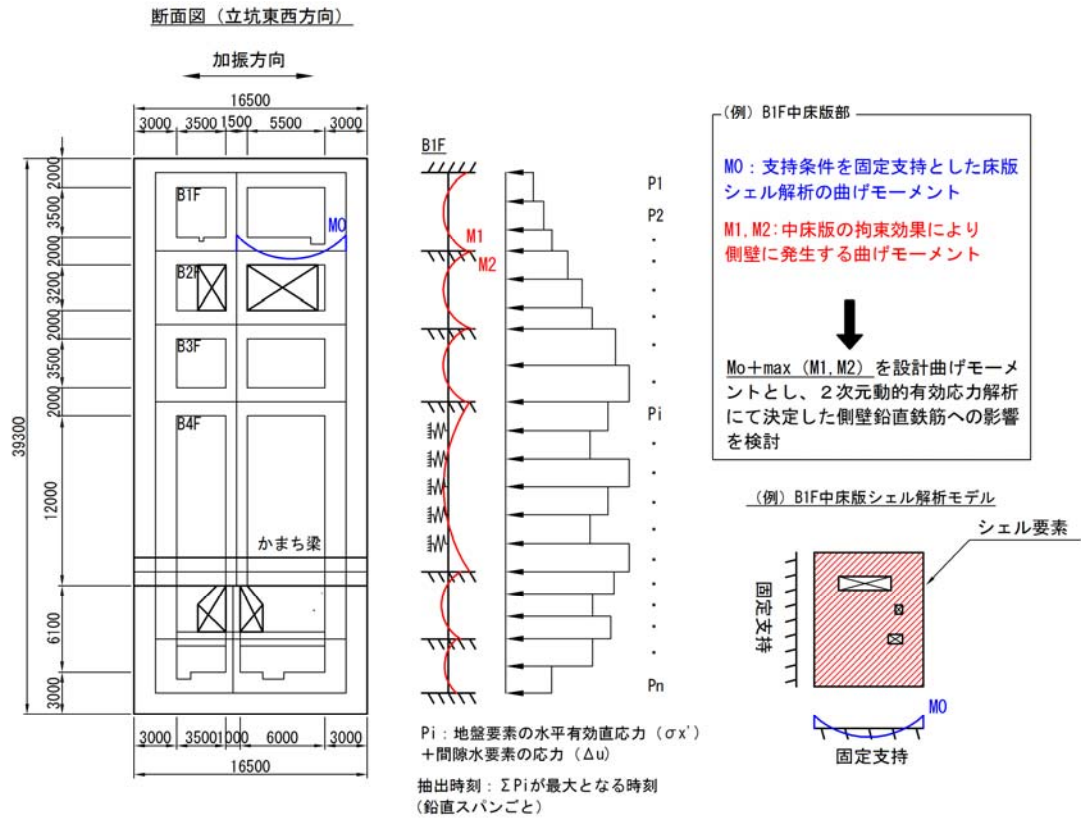 断面図（立坑東西方向）
加振方向
16500
3000
3500
1500
5500
3000
39300
2000
3500
2000
3200
2000
3500
2000
12000
6100
3000
B1F
M0
B2F
B3F
B4F
かまち梁
3000
3500
1000
6000
3000
16500
B1F
M1
M2
P1
P2
Pi
Pn
Pi：地盤要素の水平有効直応力（σx'）
＋間隙水要素の応力（Δu）
抽出時刻：ΣPiが最大となる時刻
（鉛直スパンごと）
（例）B1F中床版部
M0：支持条件を固定支持とした床版
シェル解析の曲げモーメント
M1,M2:中床版の拘束効果により
側壁に発生する曲げモーメント
Mo＋max（M1,M2）を設計曲げモーメ
ントとし、２次元動的有効応力解析
にて決定した側壁鉛直鉄筋への影響
を検討
（例）B1F中床版シェル解析モデル
シェル要素
固定支持
M0
固定支持